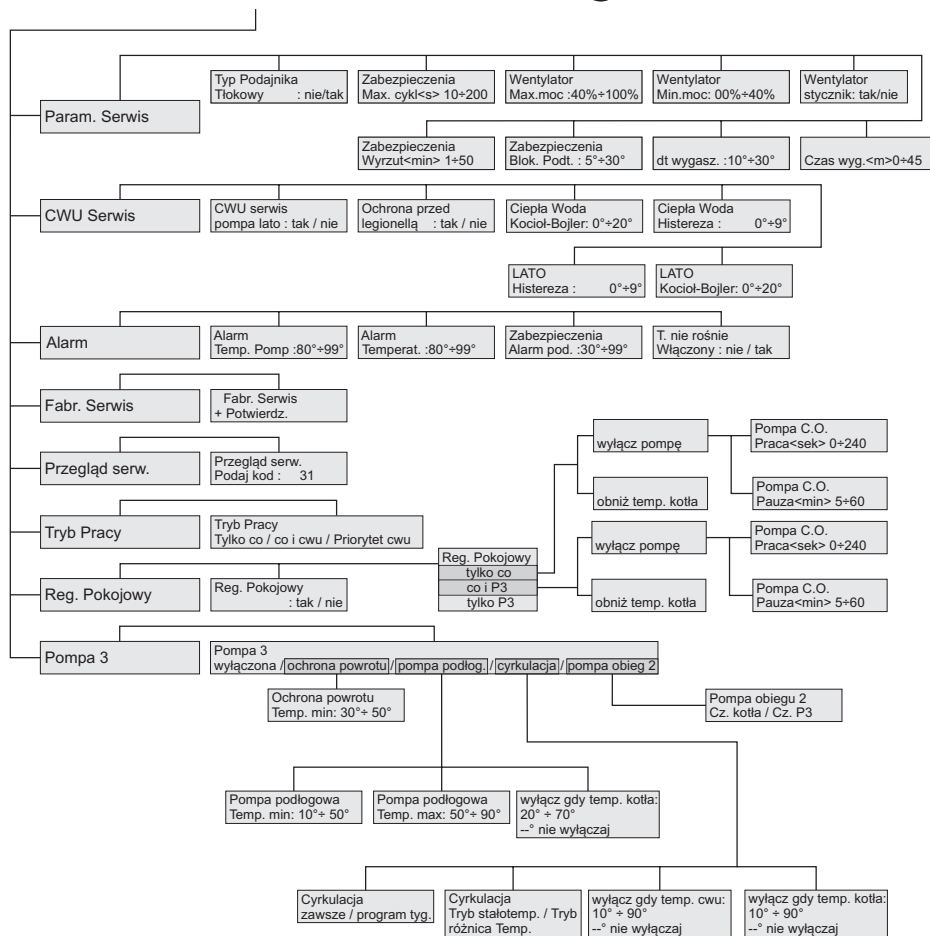 Typ Podajnika
Tłokowy : nie/tak
Zabezpieczenia
Max. cykl<s> 10÷200
Wentylator
Max.moc :40%÷100%
Wentylator
Min.moc: 00%÷40%
Wentylator
stycznik: tak/nie
Param. Serwis
Zabezpieczenia
Wyrzut<min> 1÷50
Zabezpieczenia
Blok. Podt. : 5°÷30°
dt wygasz. :10°÷30°
Czas wyg.<m>0÷45
CWU Serwis
CWU serwis
pompa lato : tak / nie
Ochrona przed
legionellą : tak / nie
Ciepła Woda
Kocioł-Bojler: 0°÷20°
Ciepła Woda
Histereza : 0°÷9°
LATO
Histereza : 0°÷9°
LATO
Kocioł-Bojler: 0°÷20°
Alarm
Alarm
Temp. Pomp :80°÷99°
Alarm
Temperat. :80°÷99°
Zabezpieczenia
Alarm pod. :30°÷99°
T. nie rośnie
Włączony : nie / tak
Fabr. Serwis
Fabr. Serwis
+ Potwierdz.
Przegląd serw.
Przegląd serw.
Podaj kod : 31
Tryb Pracy
Tryb Pracy
Tylko co / co i cwu / Priorytet cwu
Reg. Pokojowy
Reg. Pokojowy
: tak / nie
Reg. Pokojowy
tylko co
co i P3
tylko P3
wyłącz pompę
Pompa C.O.
Praca<sek> 0÷240
obniż temp. kotła
Pompa C.O.
Pauza<min> 5÷60
wyłącz pompę
Pompa C.O.
Praca<sek> 0÷240
obniż temp. kotła
Pompa C.O.
Pauza<min> 5÷60
Pompa 3
Pompa 3
wyłączona / ochrona powrotu / pompa podłog. / cyrkulacja / pompa obieg 2
Ochrona powrotu
Temp. min: 30°÷ 50°
Pompa obiegu 2
Cz. kotła / Cz. P3
Pompa podłogowa
Temp. min: 10°÷ 50°
Pompa podłogowa
Temp. max: 50°÷ 90°
wyłącz gdy temp. kotła:
20° ÷ 70°
--° nie wyłączaj
Cyrkulacja
zawsze / program tyg.
Cyrkulacja
Tryb stałotemp. / Tryb
różnica Temp.
wyłącz gdy temp. cwu:
10° ÷ 90°
--° nie wyłączaj
wyłącz gdy temp. kotła:
10° ÷ 90°
--° nie wyłączaj